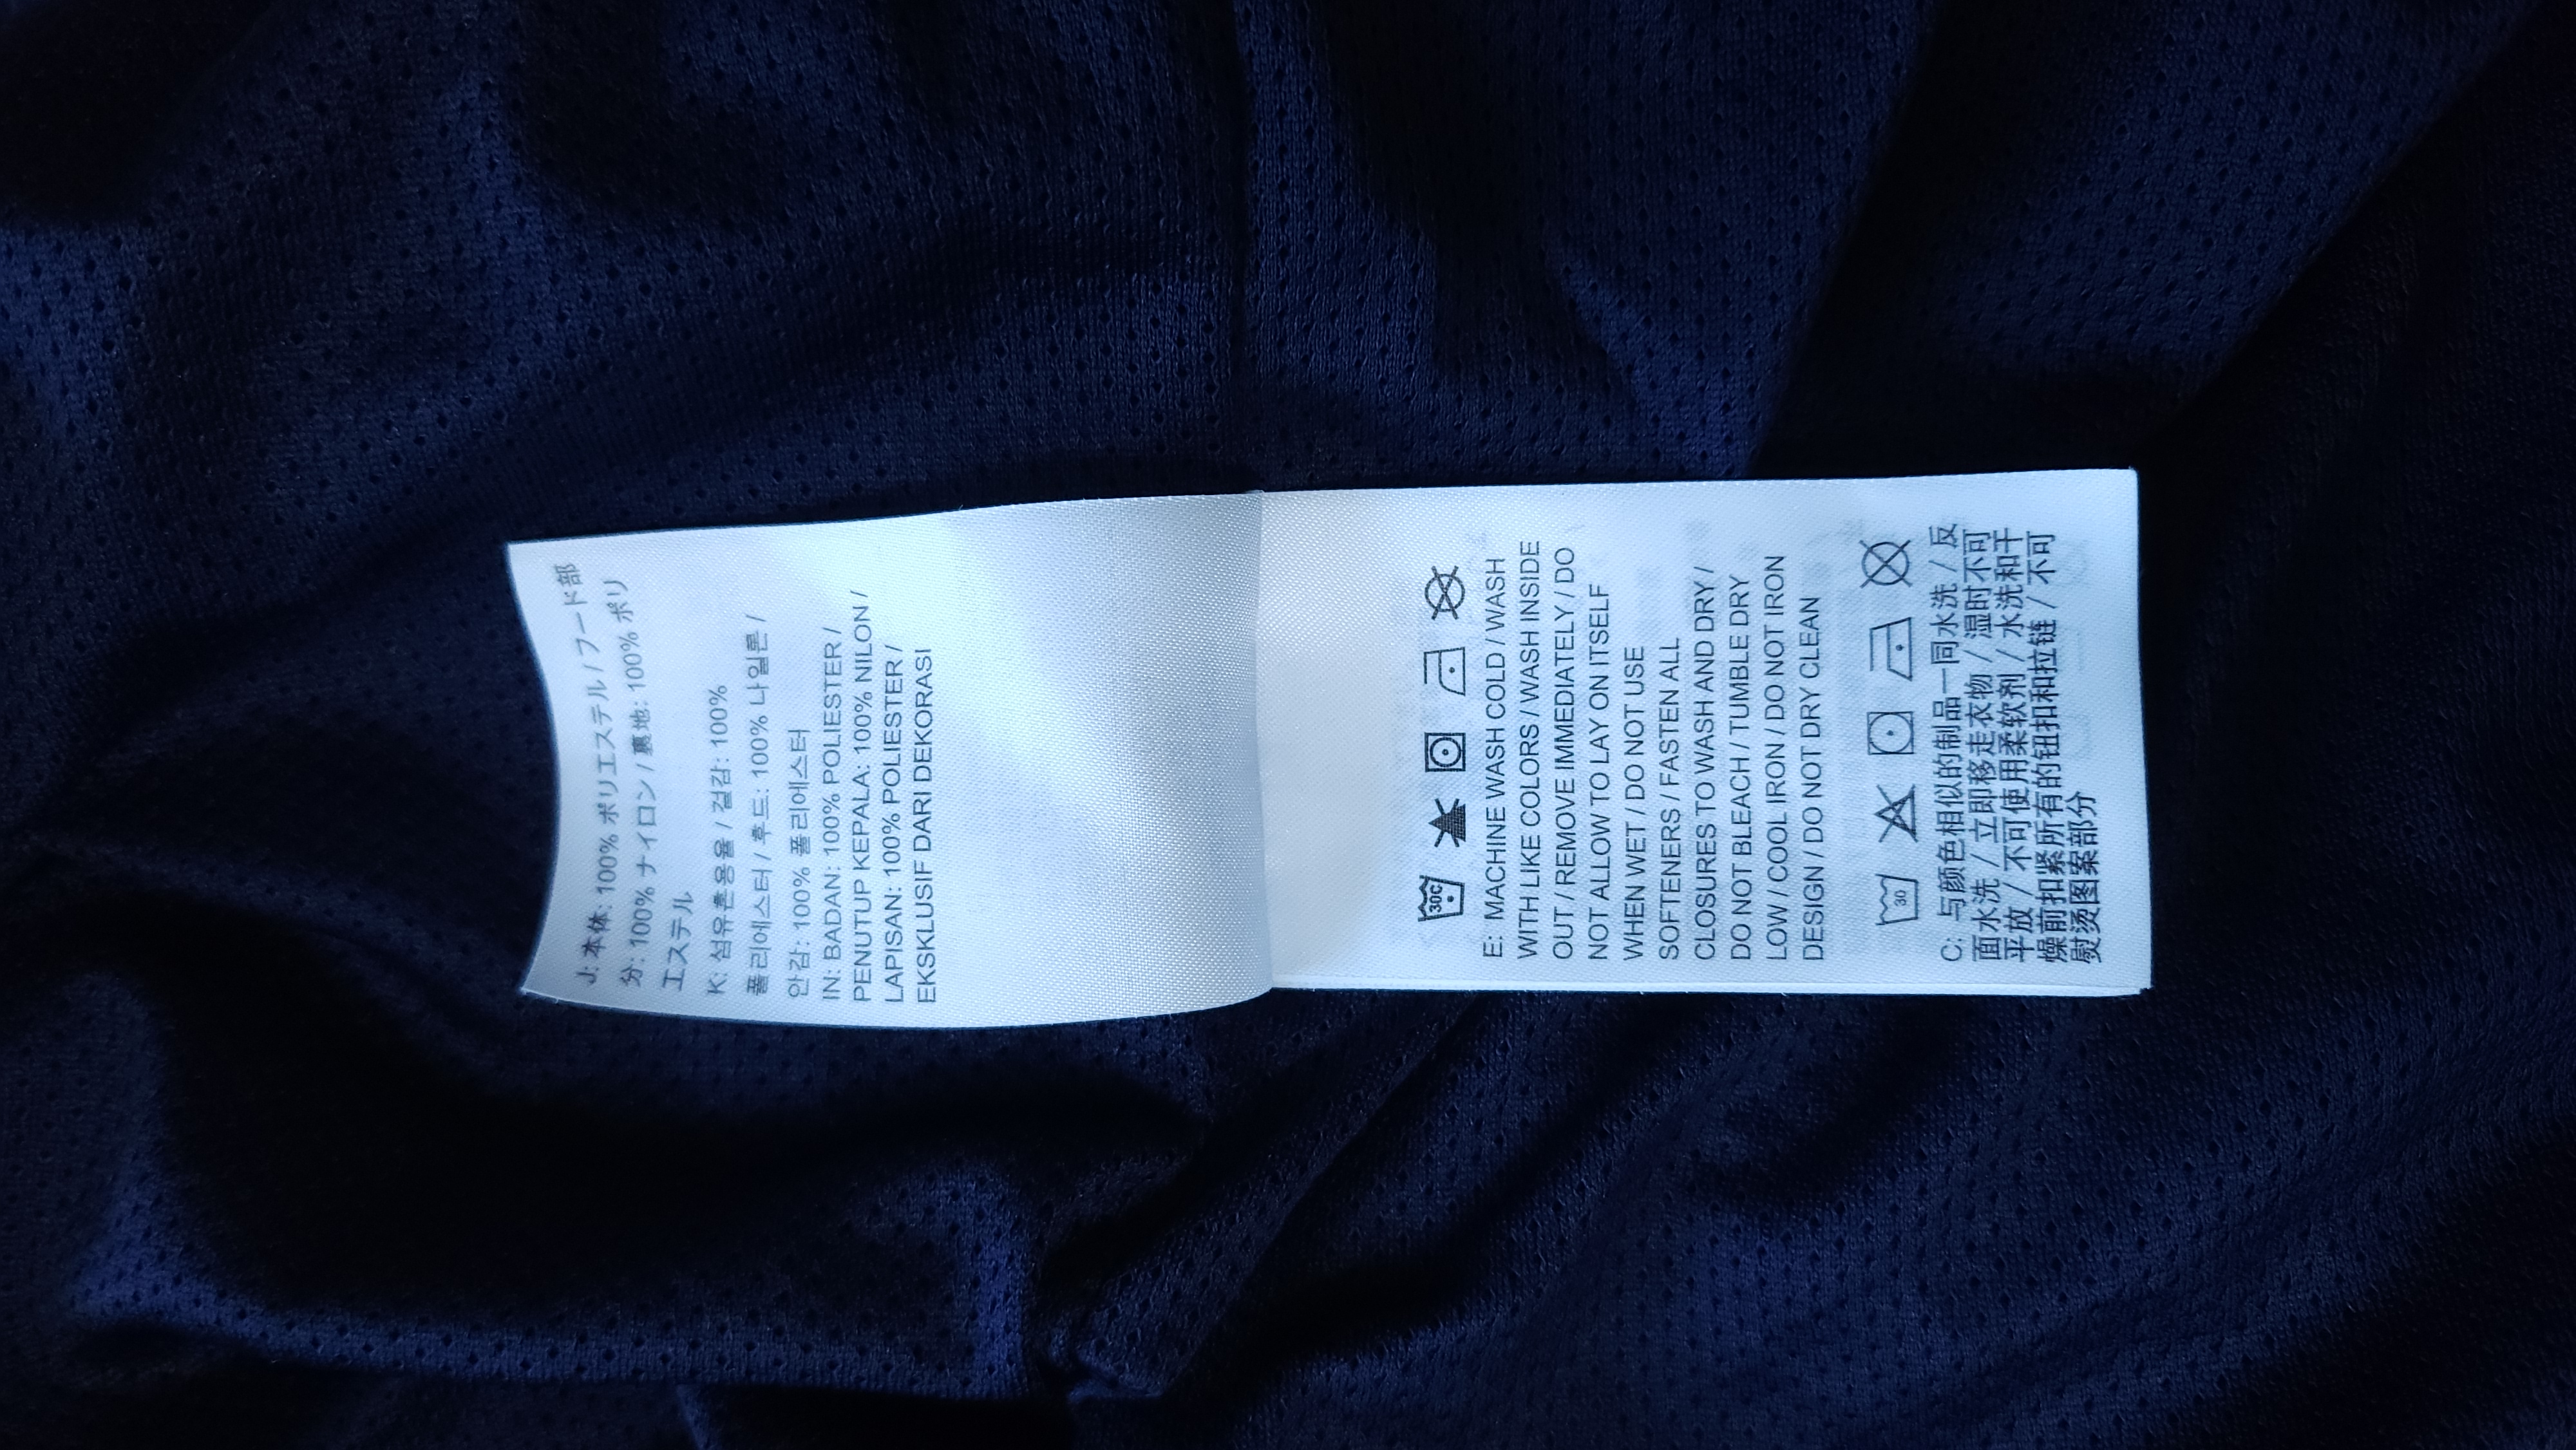 J: 本体: 100% ポリエステル / フード部
分: 100% ナイロン / 裏地: 100% ポリ
エステル
K: 섬유혼용율 / 겉감: 100%
폴리에스터 / 후드: 100% 나일론 /
안감: 100% 폴리에스터
IN: BADAN: 100% POLIESTER /
PENUTUP KEPALA: 100% NILON /
LAPISAN: 100% POLIESTER /
EKSKLUSIF DARI DEKORASI
30C
E: MACHINE WASH COLD / WASH
WITH LIKE COLORS / WASH INSIDE
OUT / REMOVE IMMEDIATELY / DO
NOT ALLOW TO LAY ON ITSELF
WHEN WET / DO NOT USE
SOFTENERS / FASTEN ALL
CLOSURES TO WASH AND DRY /
DO NOT BLEACH / TUMBLE DRY
LOW / COOL IRON / DO NOT IRON
DESIGN / DO NOT DRY CLEAN
30
C: 与颜色相似的制品一同水洗 / 反
面水洗 / 立即移走衣物 / 湿时不可
平放 / 不可使用柔软剂 / 水洗和干
燥前扣紧所有的钮扣和拉链 / 不可
熨烫图案部分